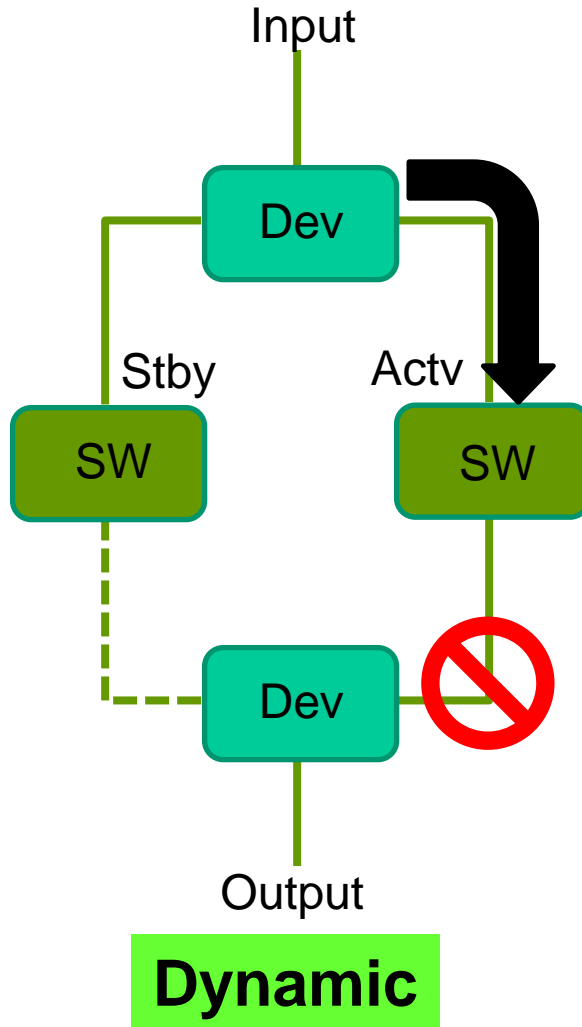 Input
Dev
Stby
Actv
SW
SW
Dev
Output
Dynamic